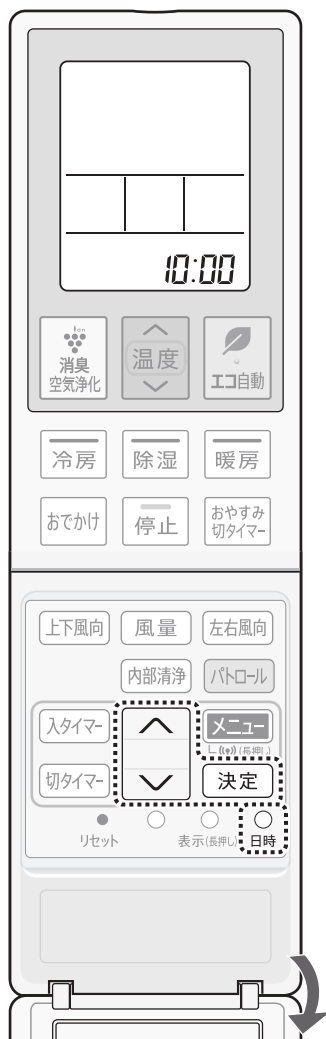 10:00
Ion
消臭
空気浄化
温度
エコ自動
冷房
除湿
暖房
おでかけ
停止
おやすみ
切タイマー
上下風向
風量
左右風向
内部清浄
パトロール
入タイマー
メニュー
(長押し)
切タイマー
決定
リセット
表示(長押し)
日時